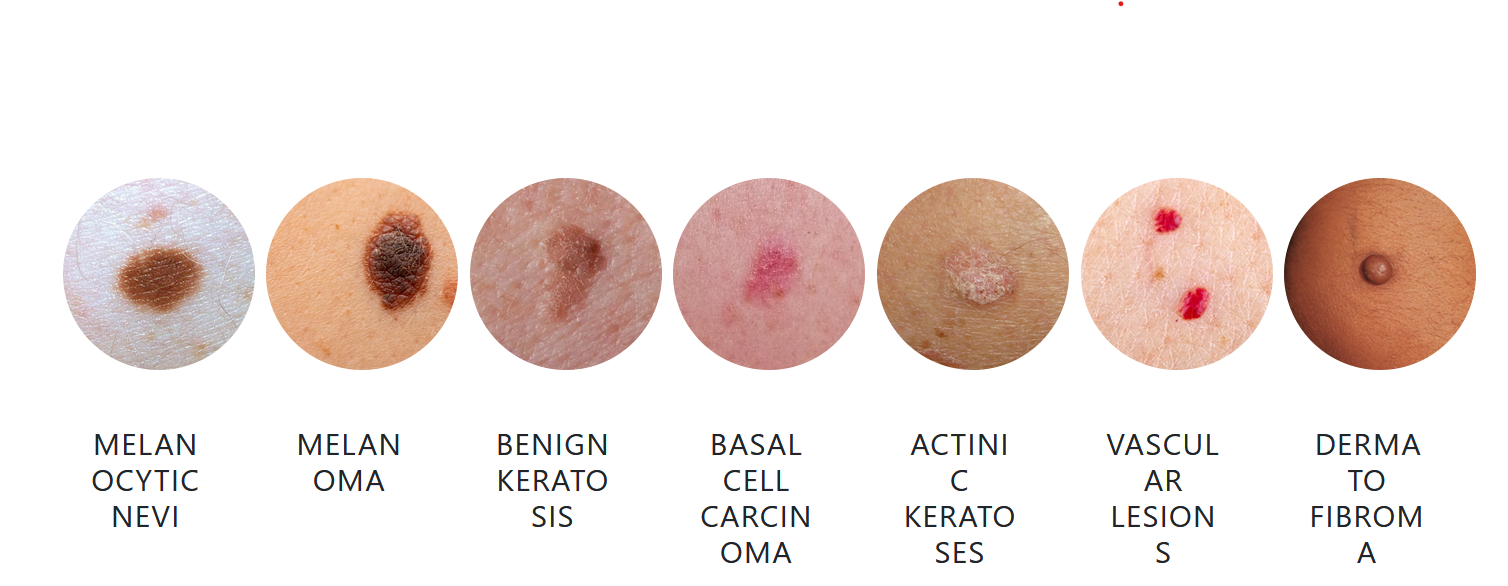 MELAN
OCYTIC
NEVI
MELAN
OMA
BENIGN
KERATO
SIS
BASAL
CELL
CARCIN
OMA
ACTINI
C
KERATO
SES
VASCUL
AR
LESION
S
DERMA
TO
FIBROM
A